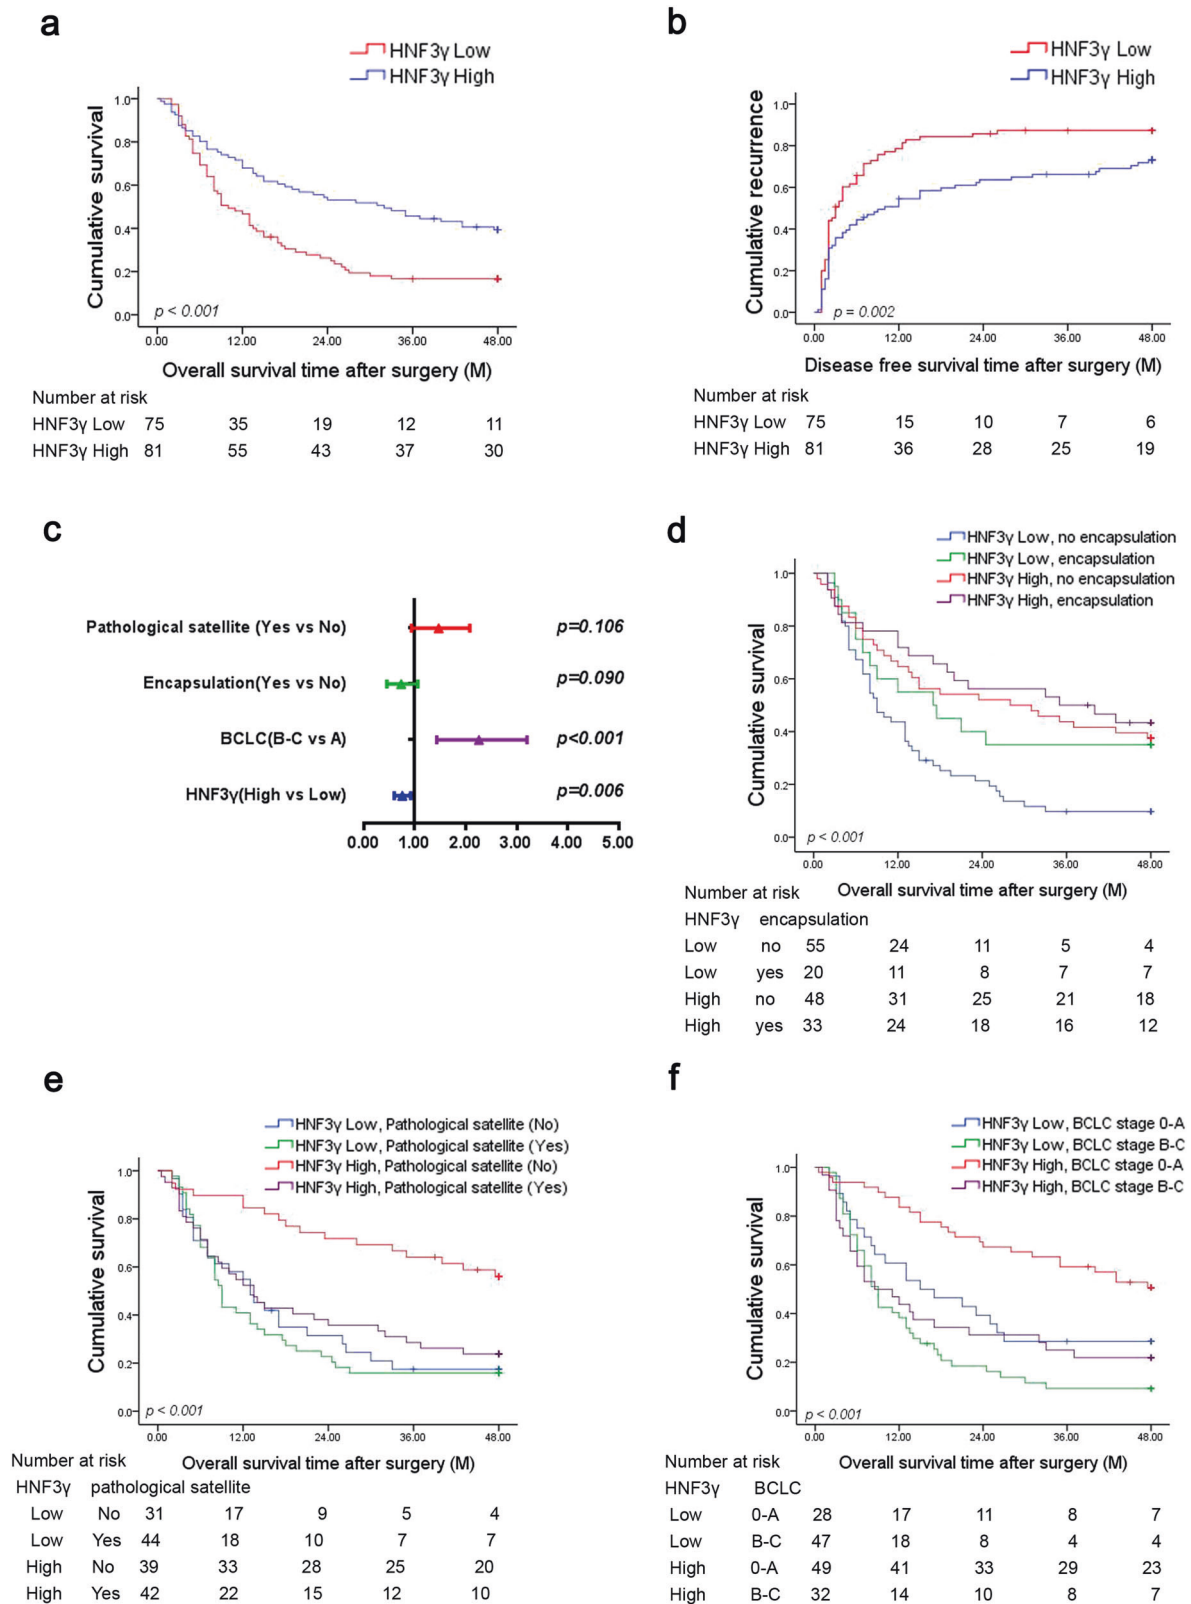 a
HNF3γ Low
HNF3γ High
Cumulative survival
1.0
0.8
0.6
0.4
0.2
0.0
p < 0.001
0.00 12.00 24.00 36.00 48.00
Overall survival time after surgery (M)
Number at risk
HNF3γ Low 75 35 19 12 11
HNF3γ High 81 55 43 37 30
b
HNF3γ Low
HNF3γ High
Cumulative recurrence
1.0
0.8
0.6
0.4
0.2
0.0
p = 0.002
0.00 12.00 24.00 36.00 48.00
Disease free survival time after surgery (M)
Number at risk
HNF3γ Low 75 15 10 7 6
HNF3γ High 81 36 28 25 19
c
Pathological satellite (Yes vs No) p=0.106
Encapsulation(Yes vs No) p=0.090
BCLC(B-C vs A) p<0.001
HNF3γ(High vs Low) p=0.006
0.00 1.00 2.00 3.00 4.00 5.00
d
HNF3γ Low, no encapsulation
HNF3γ Low, encapsulation
HNF3γ High, no encapsulation
HNF3γ High, encapsulation
Cumulative survival
1.0
0.8
0.6
0.4
0.2
0.0
p < 0.001
0.00 12.00 24.00 36.00 48.00
Overall survival time after surgery (M)
Number at risk
HNF3γ encapsulation
Low no 55 24 11 5 4
Low yes 20 11 8 7 7
High no 48 31 25 21 18
High yes 33 24 18 16 12
e
HNF3γ Low, Pathological satellite (No)
HNF3γ Low, Pathological satellite (Yes)
HNF3γ High, Pathological satellite (No)
HNF3γ High, Pathological satellite (Yes)
Cumulative survival
1.0
0.8
0.6
0.4
0.2
0.0
p < 0.001
0.00 12.00 24.00 36.00 48.00
Overall survival time after surgery (M)
Number at risk
HNF3γ pathological satellite
Low No 31 17 9 5 4
Low Yes 44 18 10 7 7
High No 39 33 28 25 20
High Yes 42 22 15 12 10
f
HNF3γ Low, BCLC stage 0-A
HNF3γ Low, BCLC stage B-C
HNF3γ High, BCLC stage 0-A
HNF3γ High, BCLC stage B-C
Cumulative survival
1.0
0.8
0.6
0.4
0.2
0.0
p < 0.001
0.00 12.00 24.00 36.00 48.00
Overall survival time after surgery (M)
Number at risk
HNF3γ BCLC
Low 0-A 28 17 11 8 7
Low B-C 47 18 8 4 4
High 0-A 49 41 33 29 23
High B-C 32 14 10 8 7